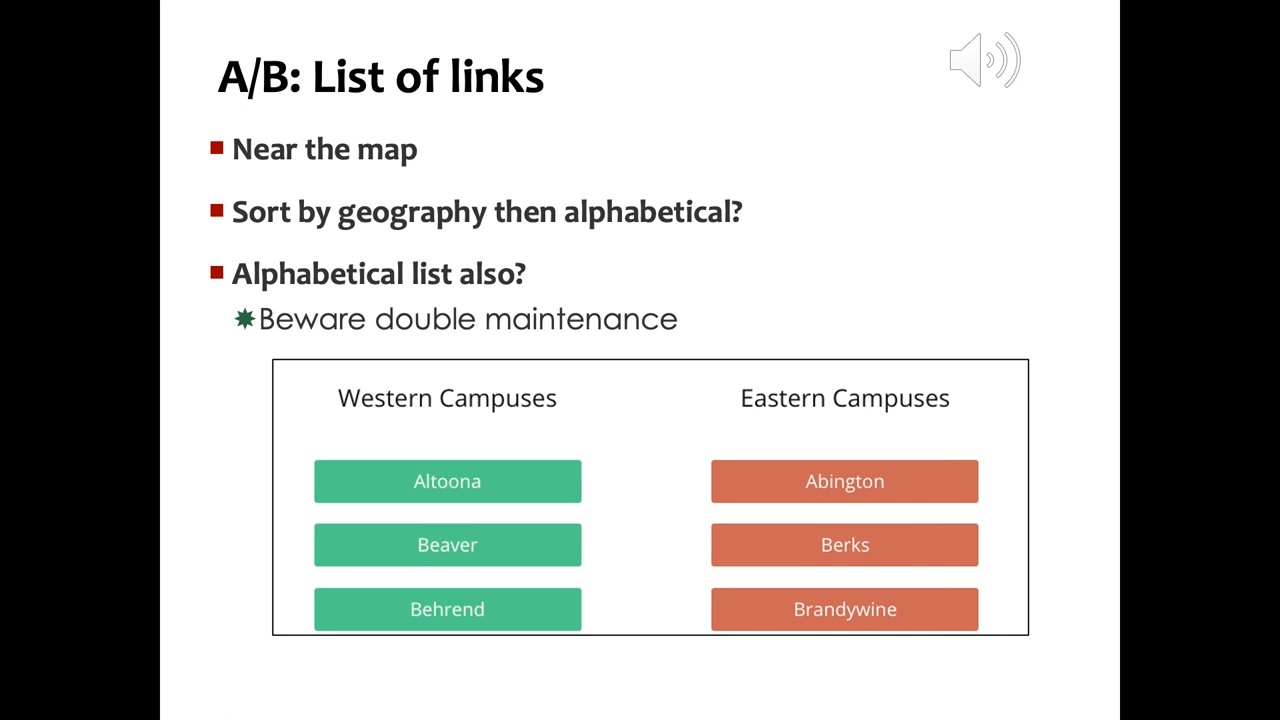 A/B: List of links
Near the map
Sort by geography then alphabetical?
Alphabetical list also?
Beware double maintenance
Western Campuses
Eastern Campuses
Altoona
Abington
Beaver
Berks
Behrend
Brandywine